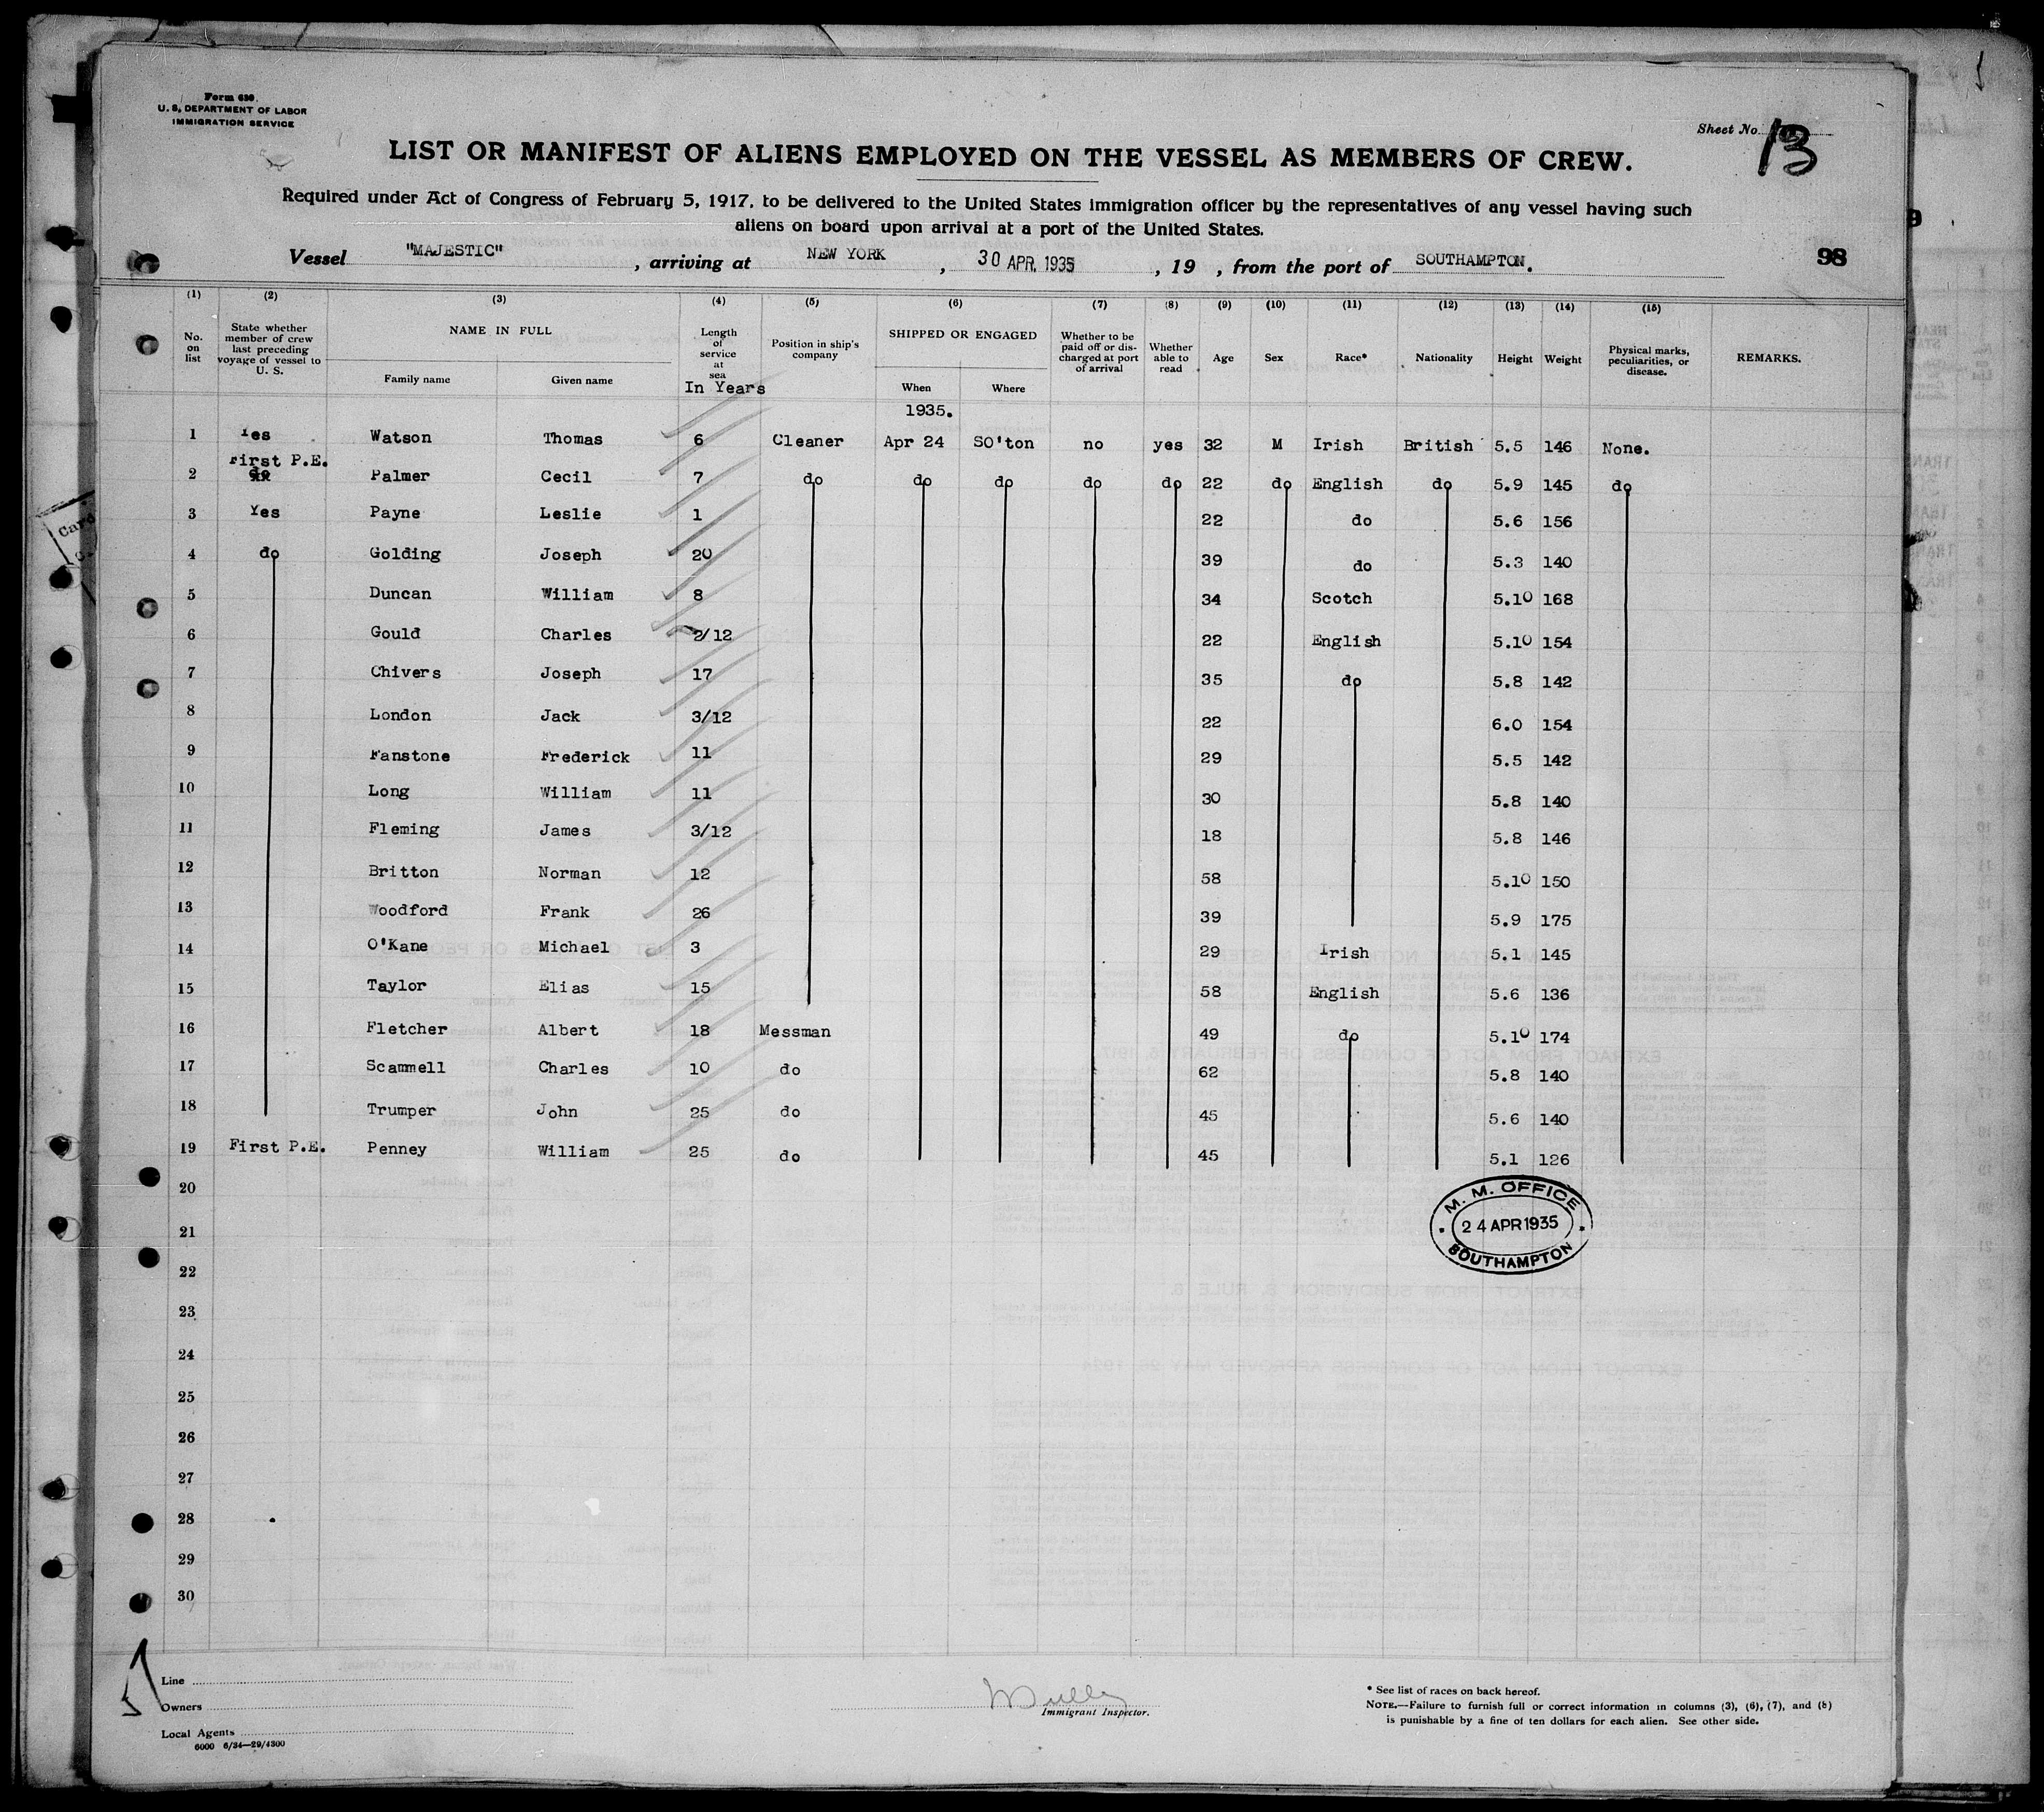 Form 630
U. S. DEPARTMENT OF LABOR
IMMIGRATION SERVICE
Sheet No. 13
LIST OR MANIFEST OF ALIENS EMPLOYED ON THE VESSEL AS MEMBERS OF CREW.
Required under Act of Congress of February 5, 1917, to be delivered to the United States immigration officer by the representatives of any vessel having such
aliens on board upon arrival at a port of the United States.
Vessel "MAJESTIC", arriving at NEW YORK, 30 APR. 1935, 19 , from the port of SOUTHAMPTON. 98
(1) (2) (3) (4) (5) (6) (7) (8) (9) (10) (11) (12) (13) (14) (15)
No. on list State whether member of crew last preceding voyage of vessel to U. S. NAME IN FULL Family name Given name Length of service at sea In Years Position in ship's company SHIPPED OR ENGAGED When Where Whether to be paid off or discharged at port of arrival Whether able to read Age Sex Race* Nationality Height Weight Physical marks, peculiarities, or disease. REMARKS.
1935.
1 Yes Watson Thomas 6 Cleaner Apr 24 SO'ton no yes 32 M Irish British 5.5 146 None.
2 First P.E. do Palmer Cecil 7 do do do do do 22 do English do 5.9 145 do
3 Yes Payne Leslie 1 22 do 5.6 156
4 do Golding Joseph 20 39 do 5.3 140
5 Duncan William 8 34 Scotch 5.10 168
6 Gould Charles 2/12 22 English 5.10 154
7 Chivers Joseph 17 35 do 5.8 142
8 London Jack 3/12 22 6.0 154
9 Fanstone Frederick 11 29 5.5 142
10 Long William 11 30 5.8 140
11 Fleming James 3/12 18 5.8 146
12 Britton Norman 12 58 5.10 150
13 Woodford Frank 26 39 5.9 175
14 O'Kane Michael 3 29 Irish 5.1 145
15 Taylor Elias 15 58 English 5.6 136
16 Fletcher Albert 18 Messman 49 do 5.10 174
17 Scammell Charles 10 do 62 5.8 140
18 Trumper John 25 do 45 5.6 140
19 First P.E. Penney William 25 do 45 5.1 126
20
21
22
23
24
25
26
27
28
29
30
M. M. OFFICE
24 APR 1935
SOUTHAMPTON
Line
Owners
Local Agents
6000 6/34—29/4300
Immigrant Inspector.
* See list of races on back hereof.
NOTE.—Failure to furnish full or correct information in columns (3), (6), (7), and (8)
is punishable by a fine of ten dollars for each alien. See other side.